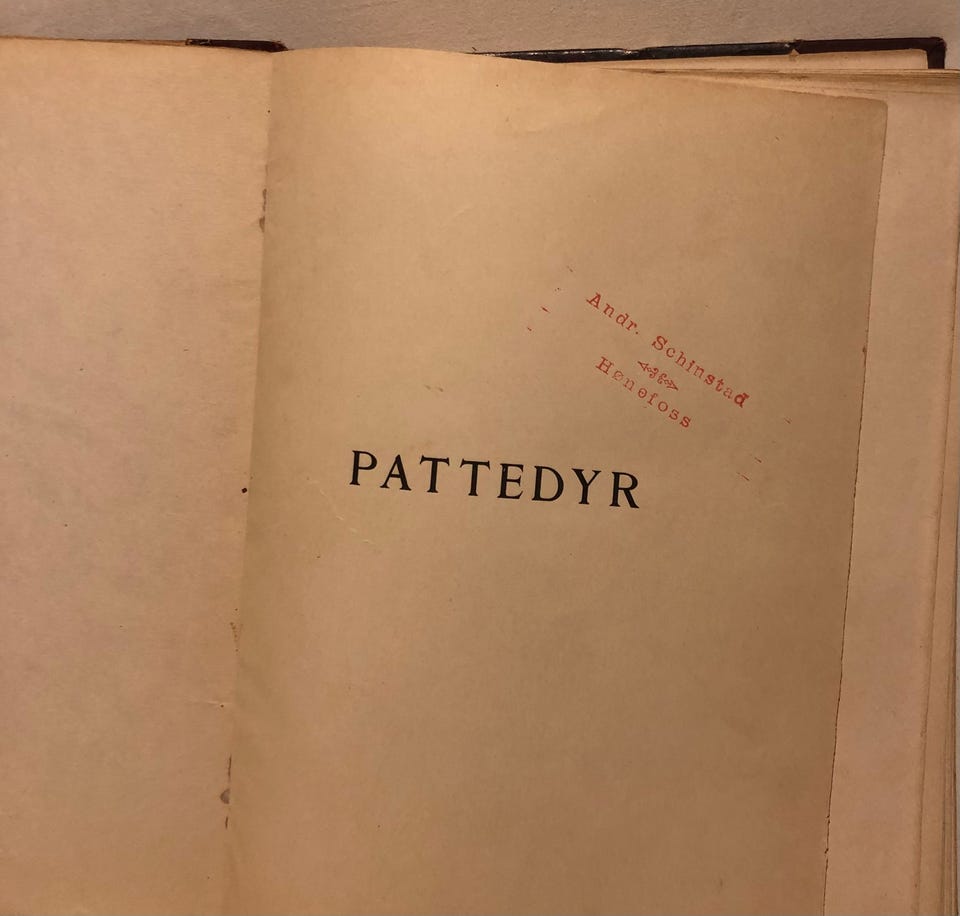 Andr. Schinstad
Hønefoss
PATTEDYR